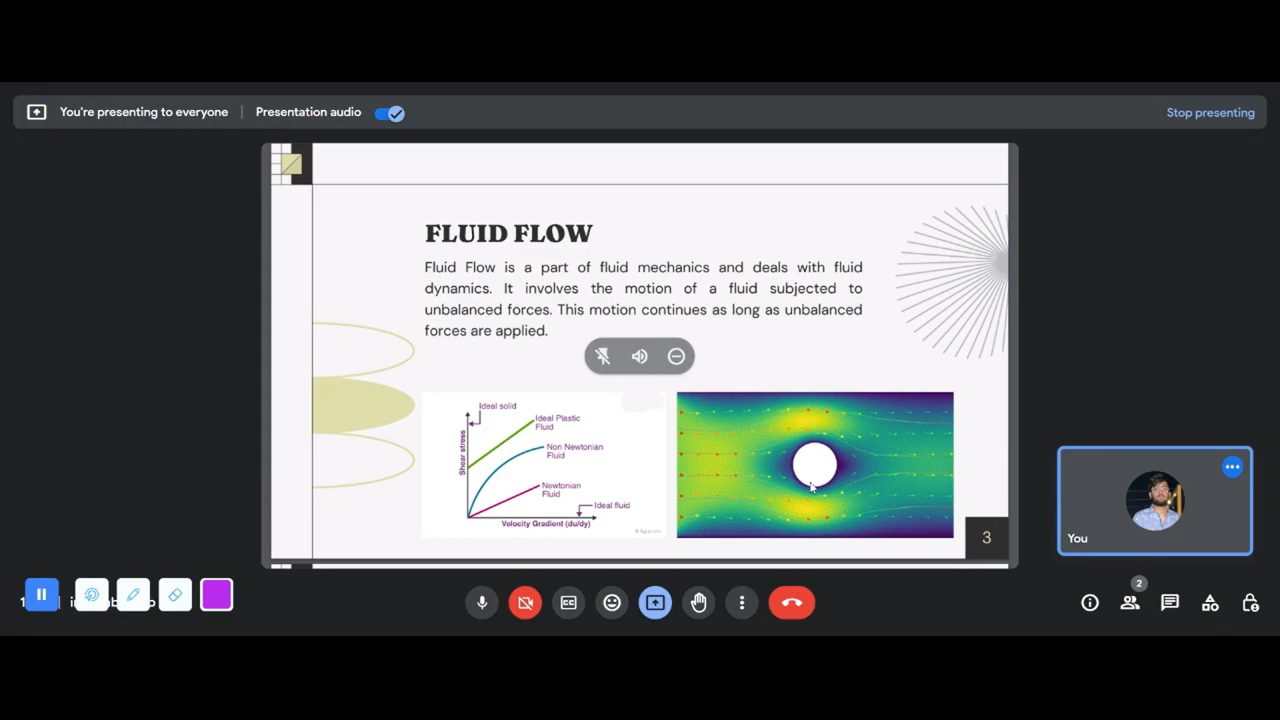 You're presenting to everyone
Presentation audio
Stop presenting
FLUID FLOW
Fluid Flow is a part of fluid mechanics and deals with fluid
dynamics. It involves the motion of a fluid subjected to
unbalanced forces. This motion continues as long as unbalanced
forces are applied.
Ideal solid
Ideal Plastic
Fluid
Non Newtonian
Fluid
Newtonian
Fluid
Ideal fluid
Shear stress
Velocity Gradient (du/dy)
3
You
2